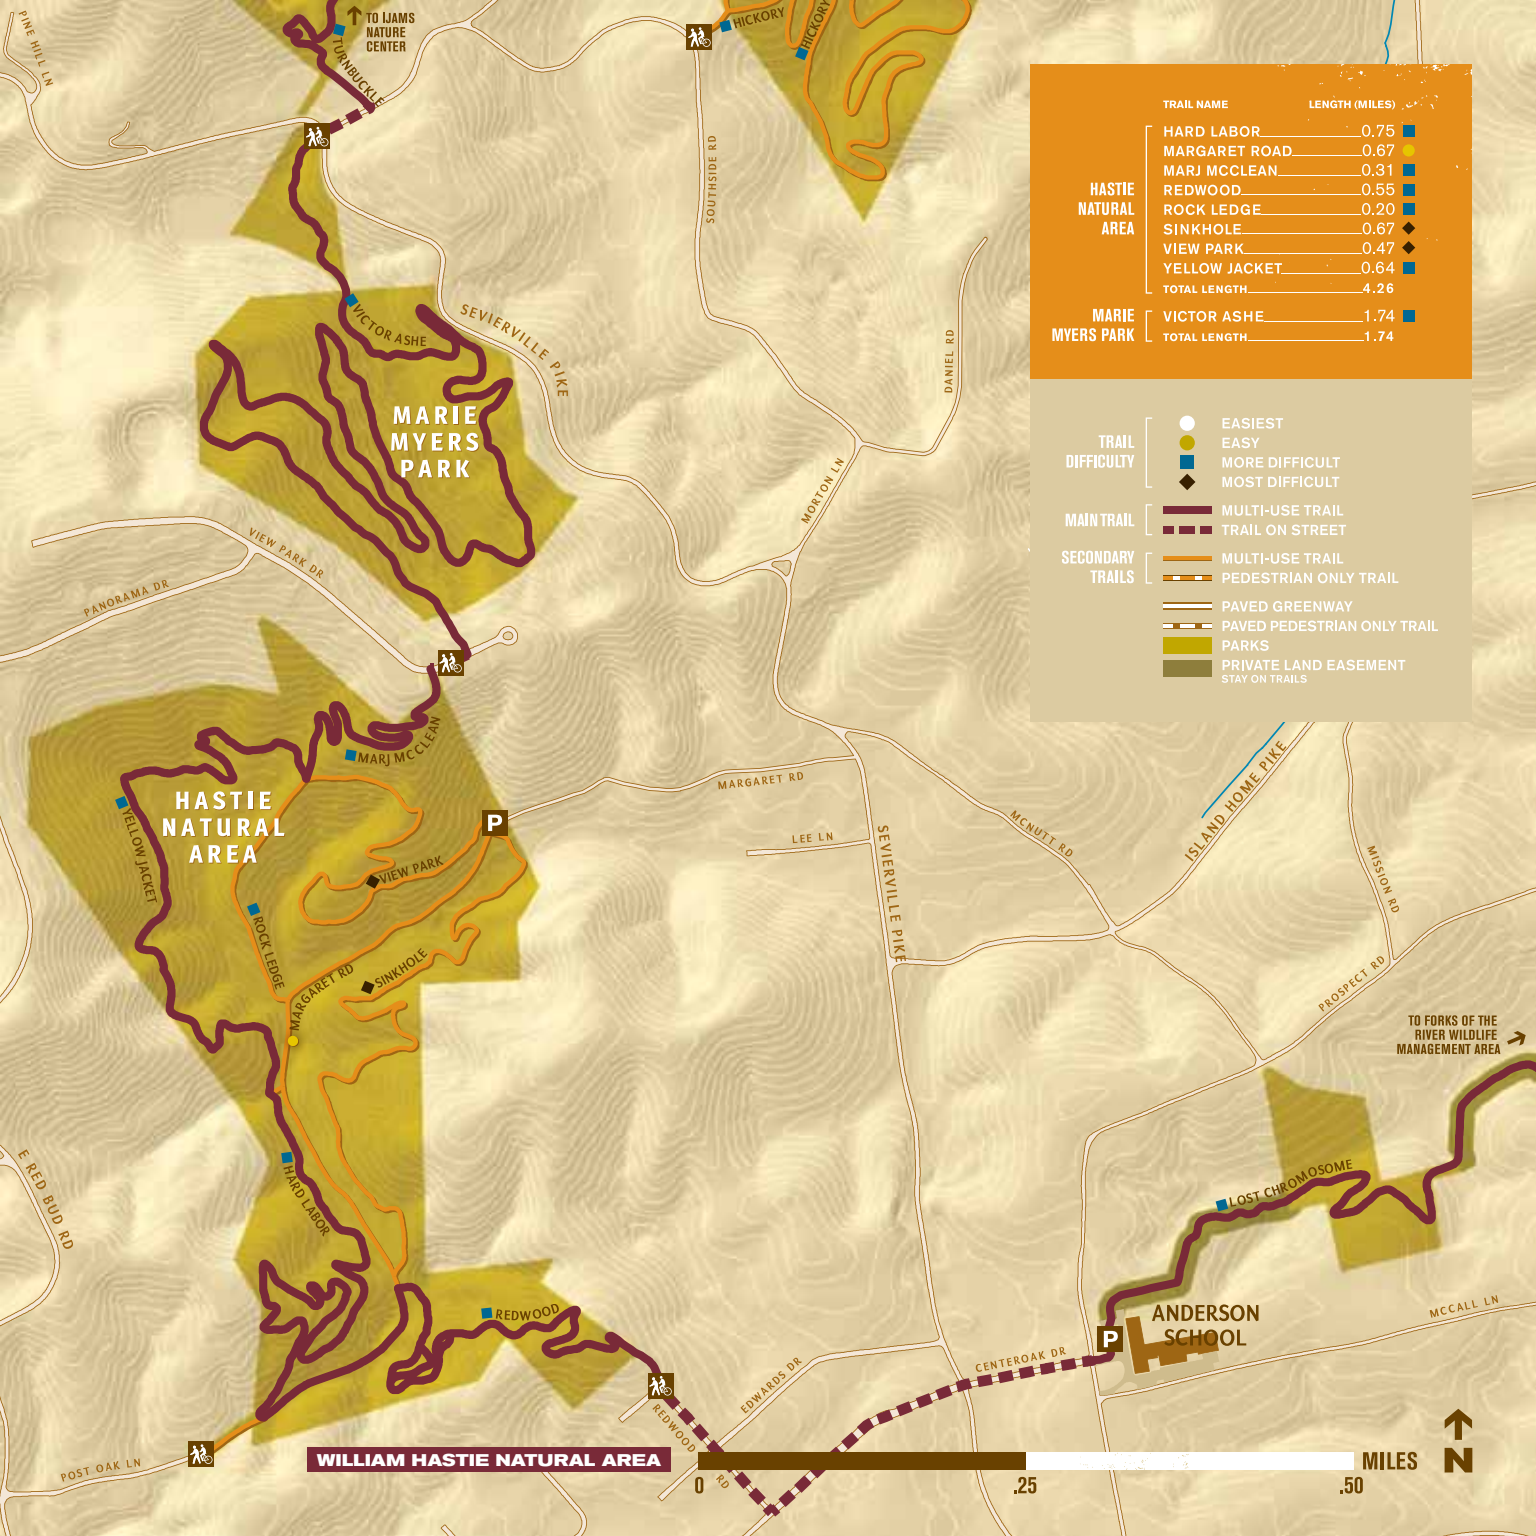 PINE HILL LN
TO IJAMS
NATURE
CENTER
TURNBUCKLE
HICKORY
HICKORY
SOUTHSIDE RD
TRAIL NAME LENGTH (MILES)
HASTIE
NATURAL
AREA
HARD LABOR 0.75
MARGARET ROAD 0.67
MARJ MCCLEAN 0.31
REDWOOD 0.55
ROCK LEDGE 0.20
SINKHOLE 0.67
VIEW PARK 0.47
YELLOW JACKET 0.64
TOTAL LENGTH 4.26
MARIE
MYERS PARK
VICTOR ASHE 1.74
TOTAL LENGTH 1.74
TRAIL
DIFFICULTY
EASIEST
EASY
MORE DIFFICULT
MOST DIFFICULT
MAIN TRAIL
MULTI-USE TRAIL
TRAIL ON STREET
SECONDARY
TRAILS
MULTI-USE TRAIL
PEDESTRIAN ONLY TRAIL
PAVED GREENWAY
PAVED PEDESTRIAN ONLY TRAIL
PARKS
PRIVATE LAND EASEMENT
STAY ON TRAILS
VICTOR ASHE
SEVIERVILLE PIKE
DANIEL RD
MARIE
MYERS
PARK
MORTON LN
VIEW PARK DR
PANORAMA DR
MARJ MCCLEAN
MARGARET RD
HASTIE
NATURAL
AREA
P
YELLOW JACKET
VIEW PARK
LEE LN
SEVIERVILLE PIKE
MCNUTT RD
ISLAND HOME PIKE
MISSION RD
ROCK LEDGE
MARGARET RD
SINKHOLE
PROSPECT RD
TO FORKS OF THE
RIVER WILDLIFE
MANAGEMENT AREA
E RED BUD RD
HARD LABOR
LOST CHROMOSOME
REDWOOD
ANDERSON
SCHOOL
P
MCCALL LN
CENTEROAK DR
EDWARDS DR
REDWOOD RD
POST OAK LN
WILLIAM HASTIE NATURAL AREA
MILES
0 .25 .50
N